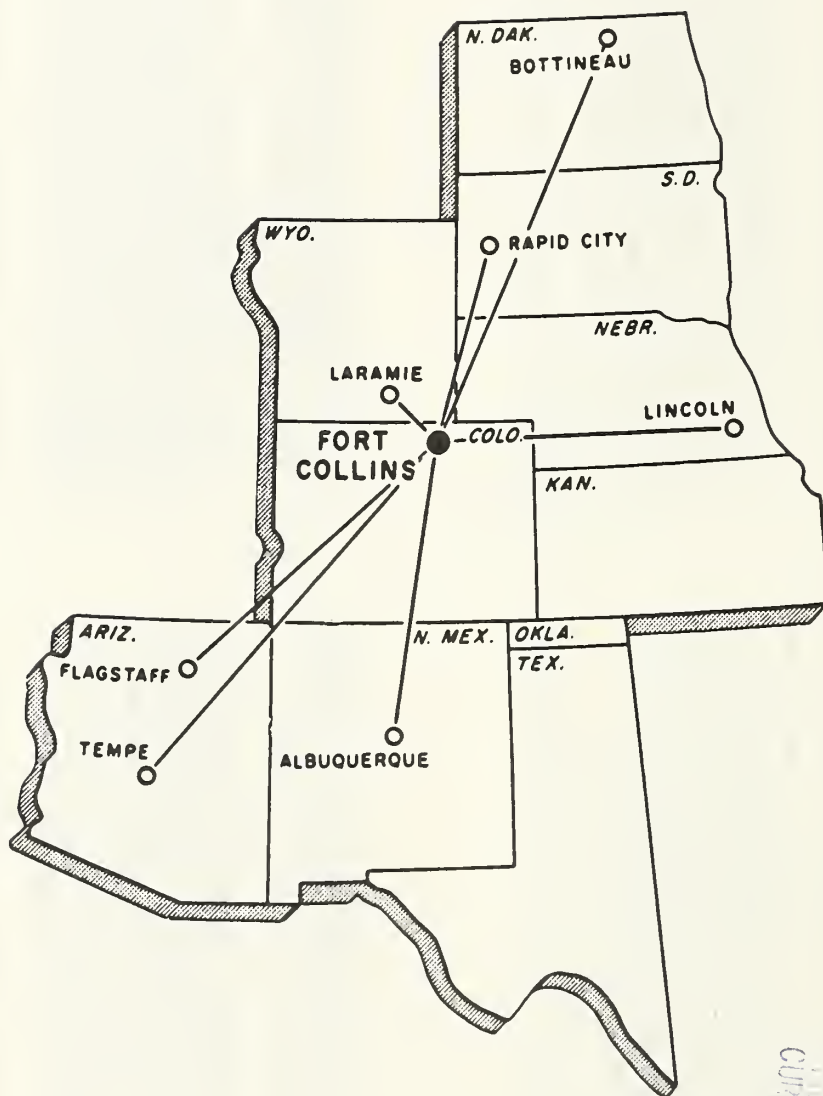 N. DAK.
BOTTINEAU
S.D.
WYO.
RAPID CITY
NEBR.
LARAMIE
LINCOLN
FORT
COLLINS
COLO.
KAN.
ARIZ.
N. MEX.
OKLA.
TEX.
FLAGSTAFF
TEMPE
ALBUQUERQUE